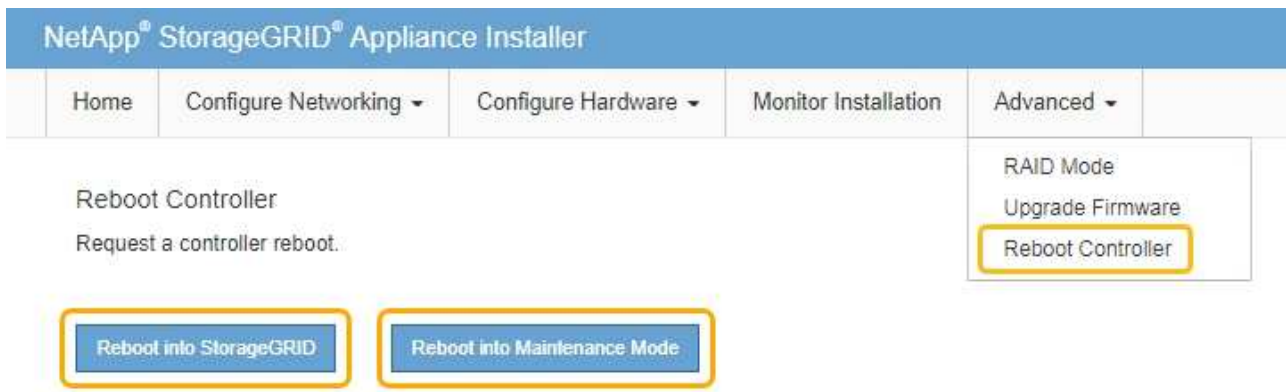 NetApp® StorageGRID® Appliance Installer
Home Configure Networking Configure Hardware Monitor Installation Advanced
RAID Mode
Upgrade Firmware
Reboot Controller
Reboot Controller
Request a controller reboot.
Reboot into StorageGRID Reboot into Maintenance Mode